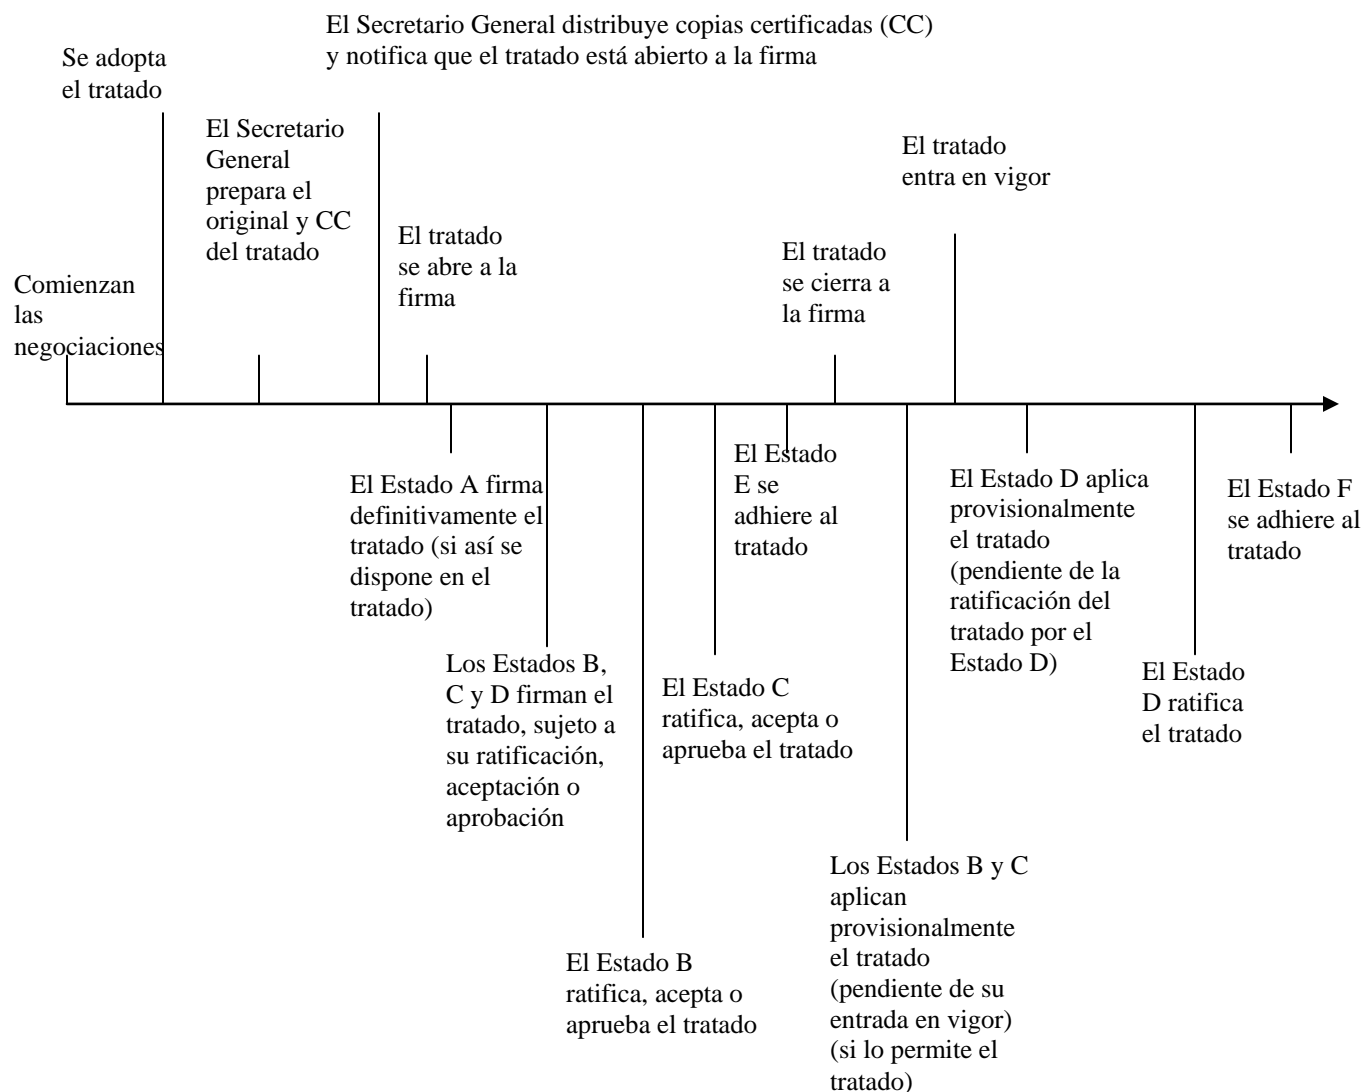 El Secretario General distribuye copias certificadas (CC)
y notifica que el tratado está abierto a la firma
Se adopta
el tratado
El Secretario
General
prepara el
original y CC
del tratado
El tratado
entra en vigor
El tratado
se abre a la
firma
El tratado
se cierra a
la firma
Comienzan
las
negociaciones
El Estado A firma
definitivamente el
tratado (si así se
dispone en el
tratado)
El Estado
E se
adhiere al
tratado
El Estado D aplica
provisionalmente
el tratado
(pendiente de la
ratificación del
tratado por el
Estado D)
El Estado F
se adhiere al
tratado
Los Estados B,
C y D firman el
tratado, sujeto a
su ratificación,
aceptación o
aprobación
El Estado C
ratifica, acepta o
aprueba el tratado
El Estado
D ratifica
el tratado
El Estado B
ratifica, acepta o
aprueba el tratado
Los Estados B y C
aplican
provisionalmente
el tratado
(pendiente de su
entrada en vigor)
(si lo permite el
tratado)